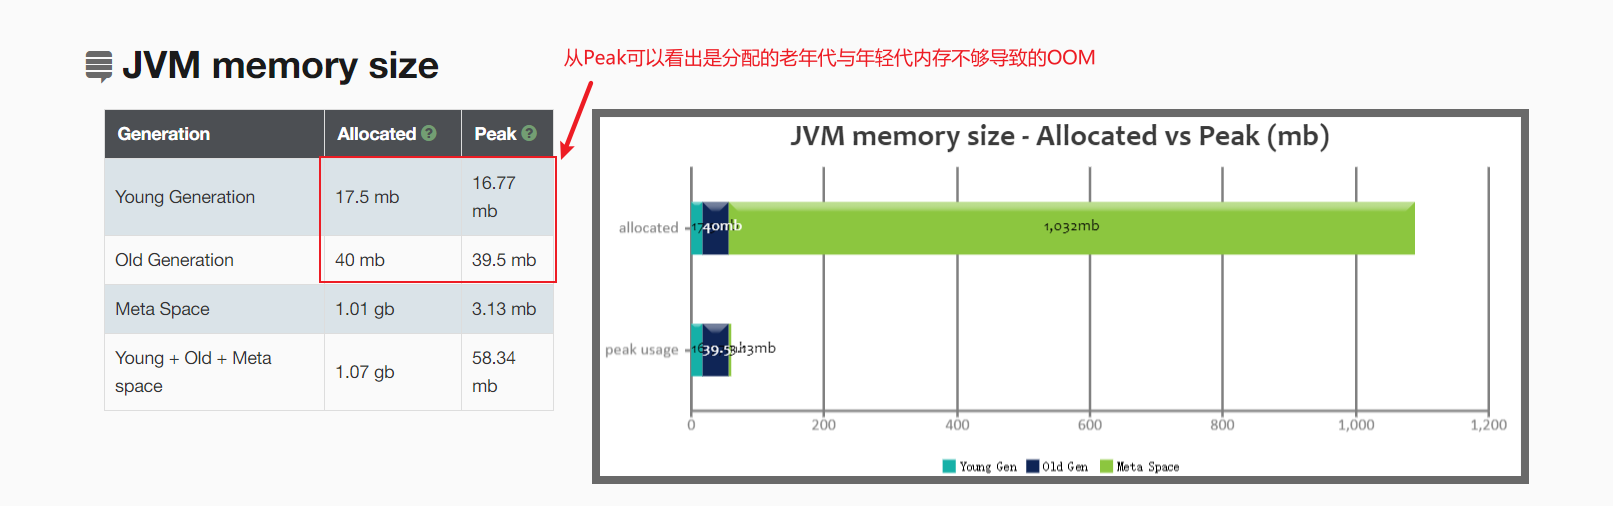 JVM memory size
从Peak可以看出是分配的老年代与年轻代内存不够导致的OOM
Generation Allocated ? Peak ?
Young Generation 17.5 mb 16.77 mb
Old Generation 40 mb 39.5 mb
Meta Space 1.01 gb 3.13 mb
Young + Old + Meta space 1.07 gb 58.34 mb
JVM memory size - Allocated vs Peak (mb)
allocated 40mb 1,032mb
peak usage 39.5 3.13mb
0 200 400 600 800 1,000 1,200
Young Gen Old Gen Meta Space